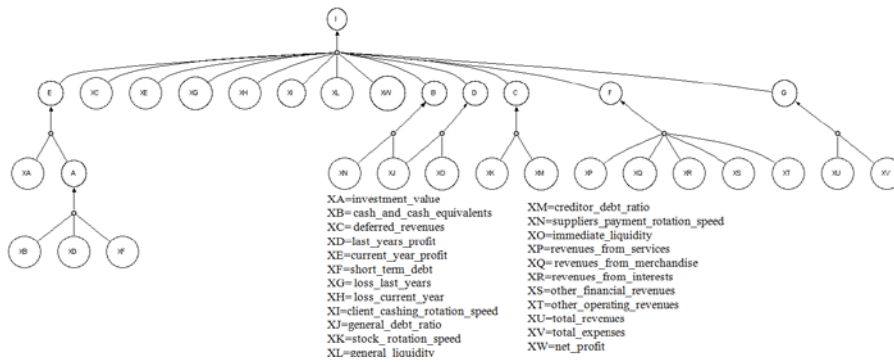 I
E XC XE XG XH XI XL XW B D C F G
XA A XN XJ XO XK XM XP XQ XR XS XT XU XV
XB XD XF
XA=investment_value
XB= cash_and_cash_equivalents
XC= deferred_revenues
XD=last_years_profit
XE=current_year_profit
XF=short_term_debt
XG= loss_last_years
XH= loss_current_year
XI=client_cashing_rotation_speed
XJ=general_debt_ratio
XK=stock_rotation_speed
XL=general_liquidity
XM=creditor_debt_ratio
XN=suppliers_payment_rotation_speed
XO=immediate_liquidity
XP=revenues_from_services
XQ= revenues_from_merchandise
XR=revenues_from_interests
XS=other_financial_revenues
XT=other_operating_revenues
XU=total_revenues
XV=total_expenses
XW=net_profit